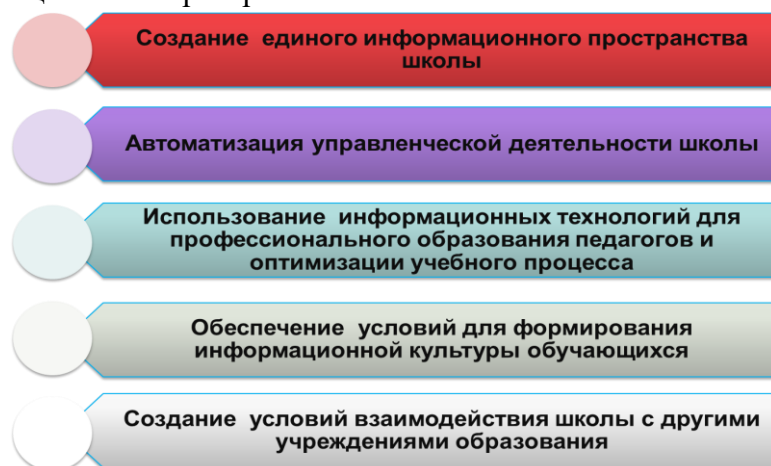 Создание единого информационного пространства
школы
Автоматизация управленческой деятельности школы
Использование информационных технологий для
профессионального образования педагогов и
оптимизации учебного процесса
Обеспечение условий для формирования
информационной культуры обучающихся
Создание условий взаимодействия школы с другими
учреждениями образования